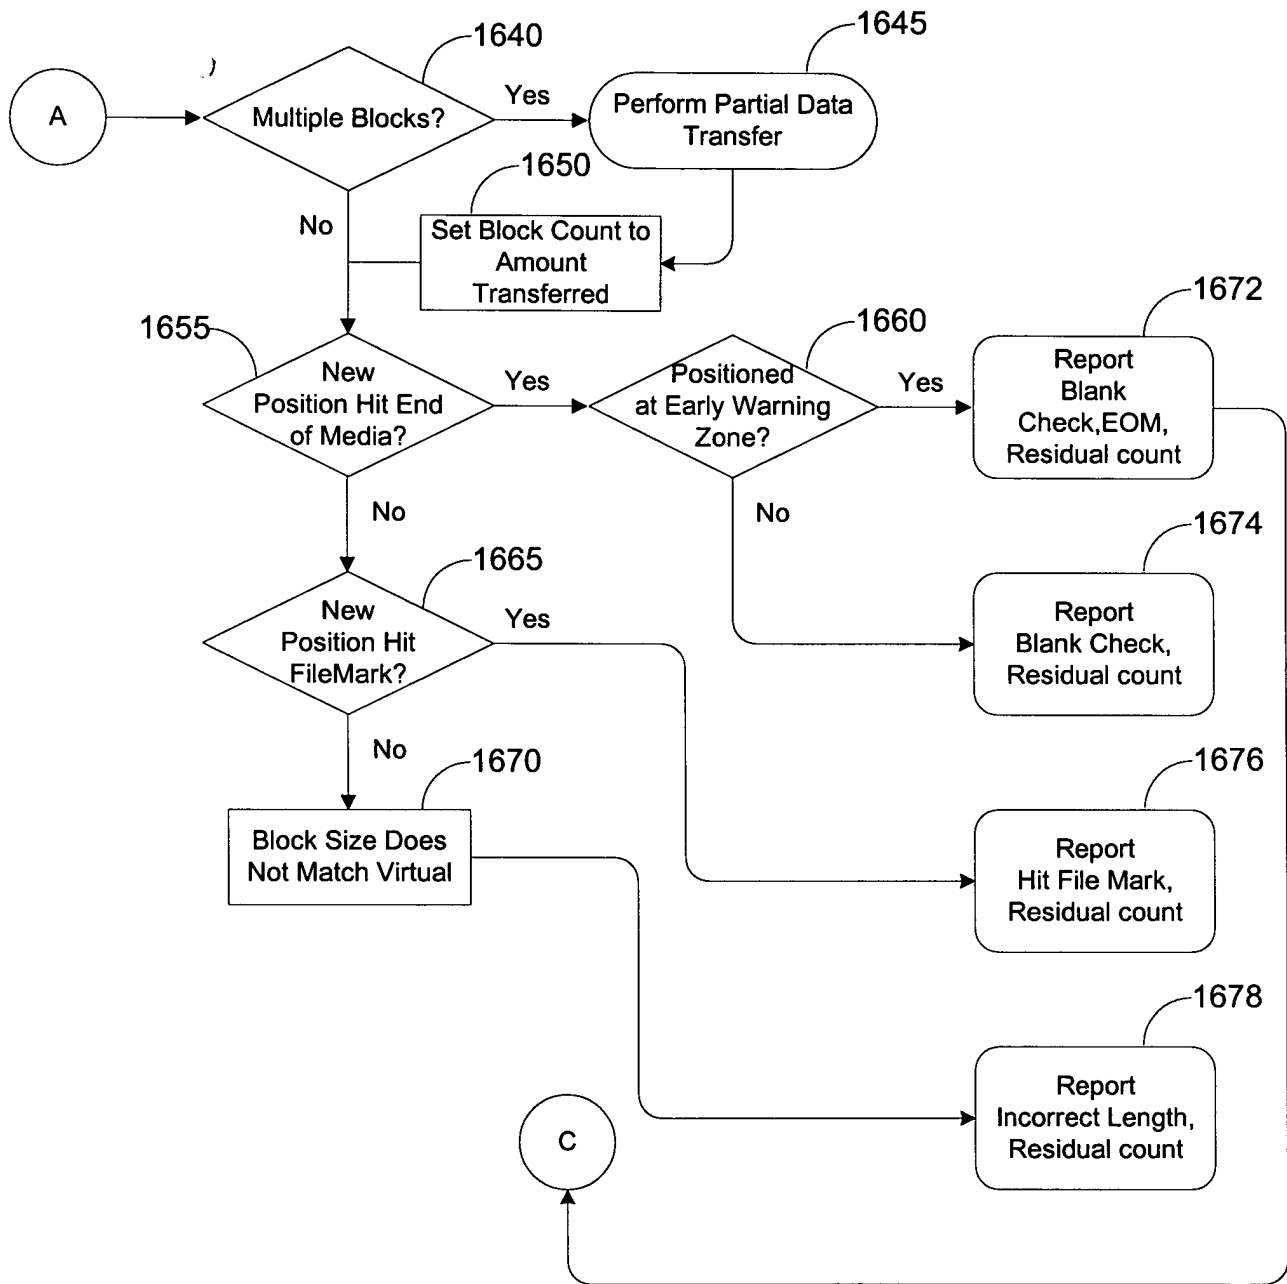 1640
1645
A
Multiple Blocks?
Yes
Perform Partial Data
Transfer
1650
No
Set Block Count to
Amount
Transferred
1655
New
Position Hit End
of Media?
Yes
1660
Positioned
at Early Warning
Zone?
Yes
1672
Report
Blank
Check,EOM,
Residual count
No
No
1674
Report
Blank Check,
Residual count
1665
New
Position Hit
FileMark?
Yes
No
1670
Block Size Does
Not Match Virtual
1676
Report
Hit File Mark,
Residual count
1678
Report
Incorrect Length,
Residual count
C